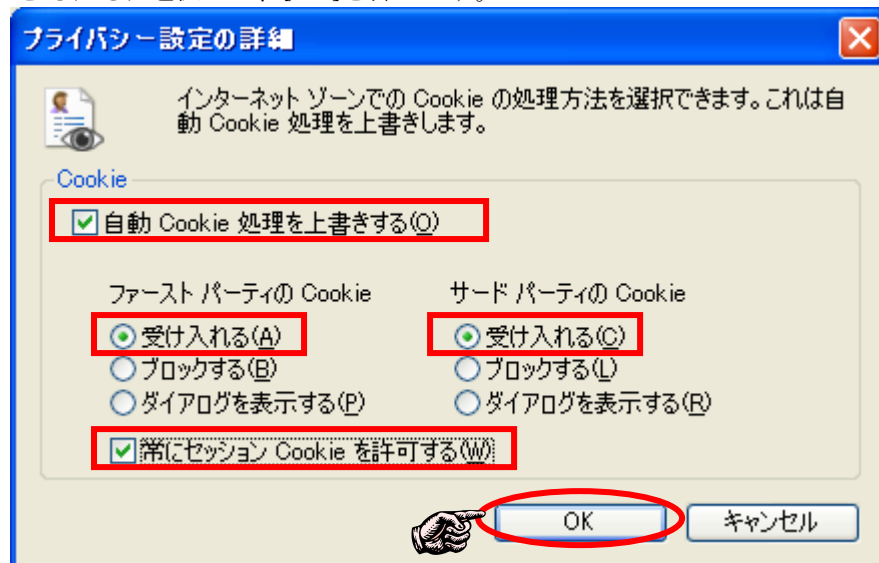 プライバシー設定の詳細
インターネット ゾーンでの Cookie の処理方法を選択できます。これは自
動 Cookie 処理を上書きします。
Cookie
自動 Cookie 処理を上書きする(O)
ファースト パーティの Cookie サード パーティの Cookie
受け入れる(A) 受け入れる(C)
ブロックする(B) ブロックする(L)
ダイアログを表示する(P) ダイアログを表示する(R)
常にセッション Cookie を許可する(W)
OK キャンセル